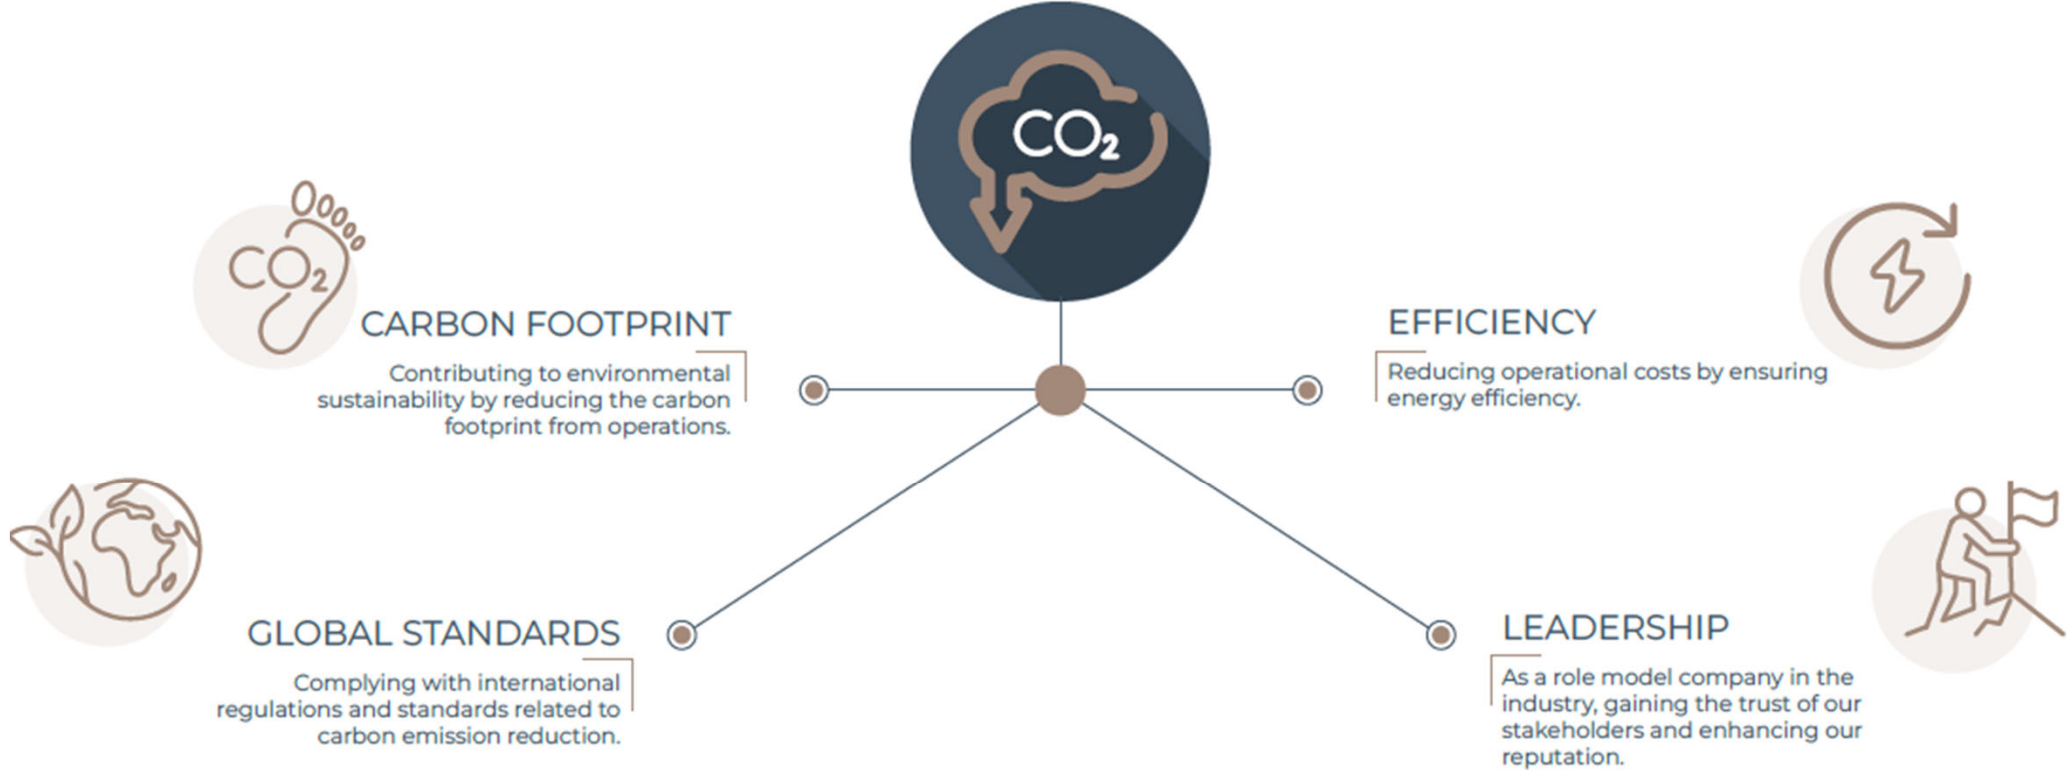 CO₂
CO₂
CARBON FOOTPRINT
Contributing to environmental
sustainability by reducing the carbon
footprint from operations.
EFFICIENCY
Reducing operational costs by ensuring
energy efficiency.
GLOBAL STANDARDS
Complying with international
regulations and standards related to
carbon emission reduction.
LEADERSHIP
As a role model company in the
industry, gaining the trust of our
stakeholders and enhancing our
reputation.